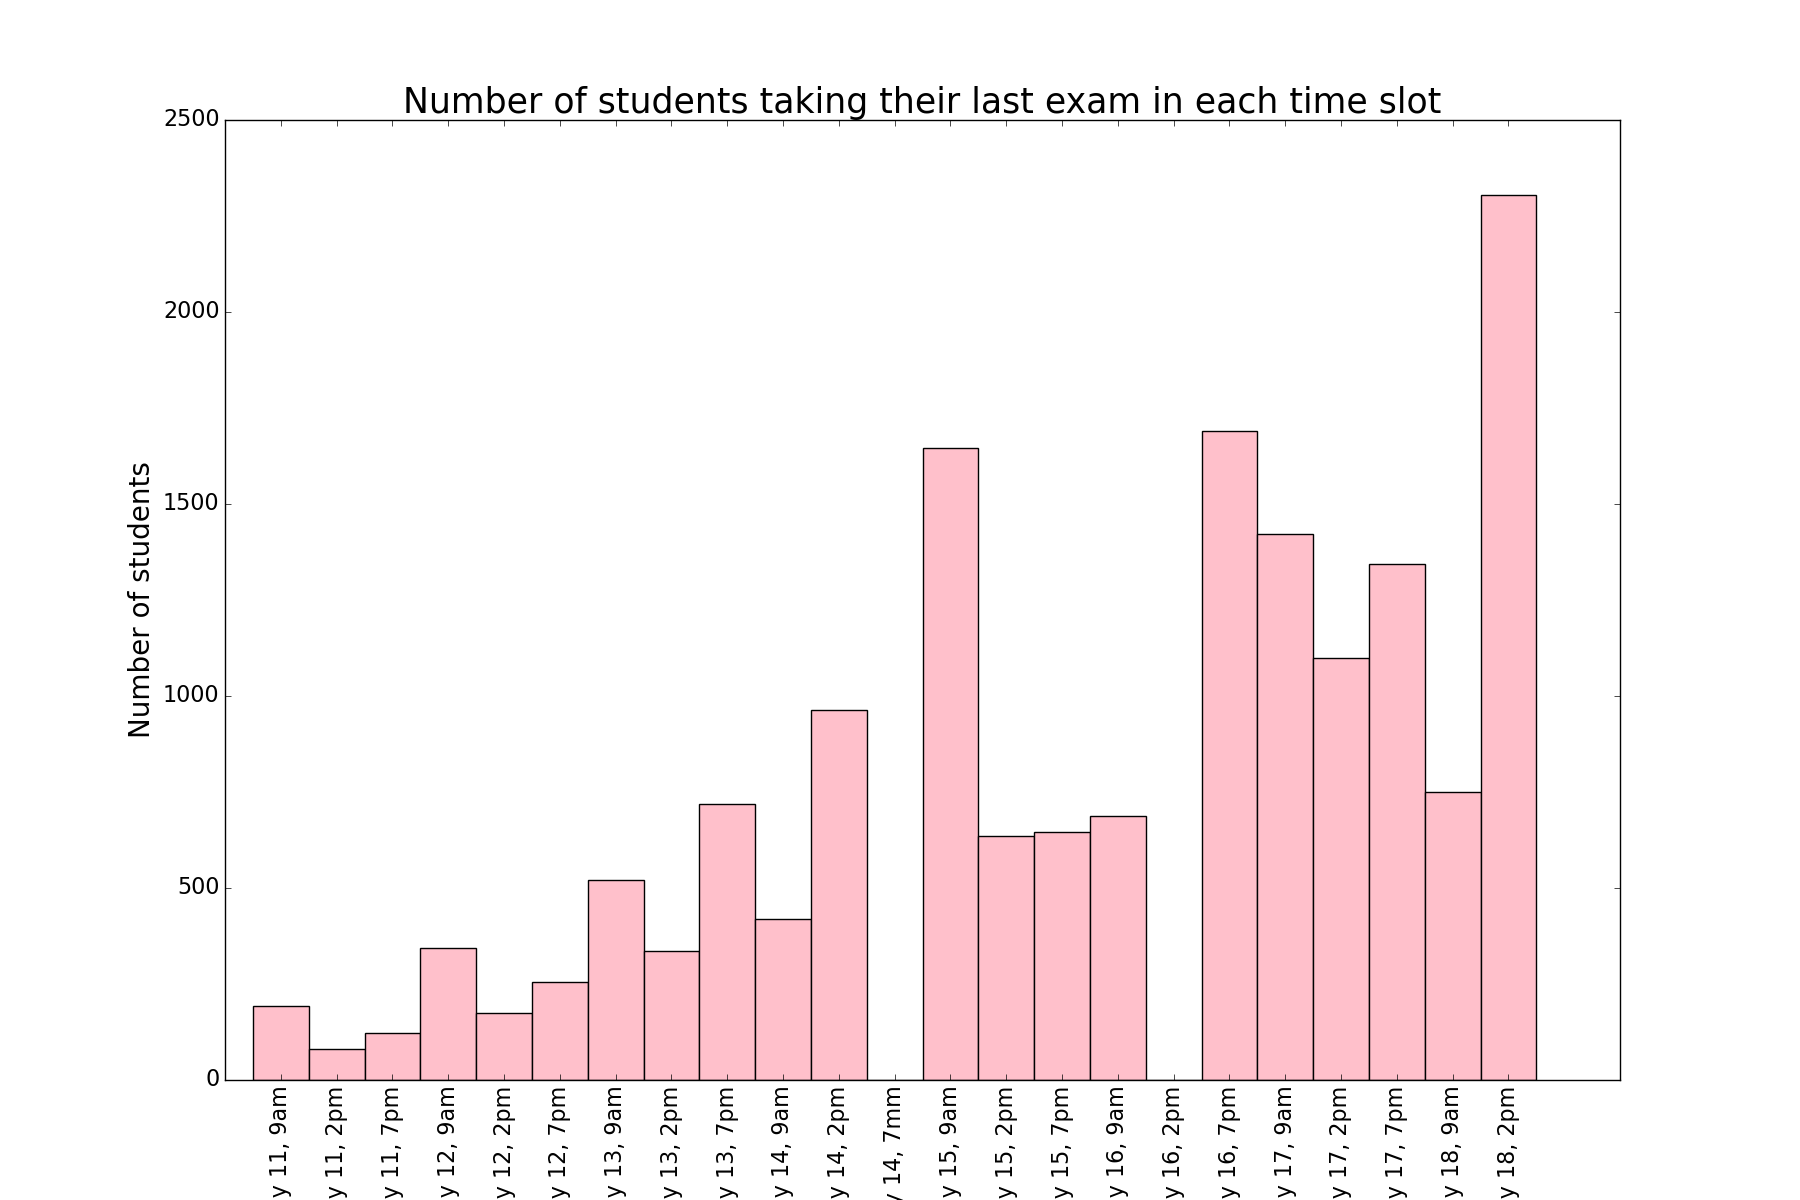 Number of students taking their last exam in each time slot
Number of students
2500
2000
1500
1000
500
0
y 11, 9am
y 11, 2pm
y 11, 7pm
y 12, 9am
y 12, 2pm
y 12, 7pm
y 13, 9am
y 13, 2pm
y 13, 7pm
y 14, 9am
y 14, 2pm
y 14, 7mm
y 15, 9am
y 15, 2pm
y 15, 7pm
y 16, 9am
y 16, 2pm
y 16, 7pm
y 17, 9am
y 17, 2pm
y 17, 7pm
y 18, 9am
y 18, 2pm